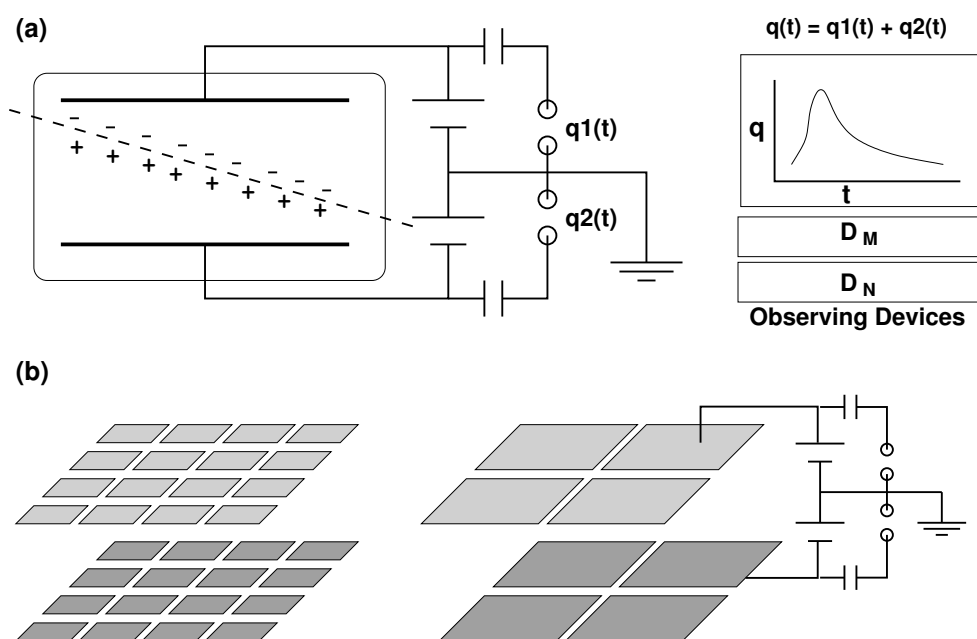 (a)
q(t) = q1(t) + q2(t)
- - - - - - - -
+ + + + + + + +
q1(t)
q2(t)
q
t
D M
D N
Observing Devices
(b)